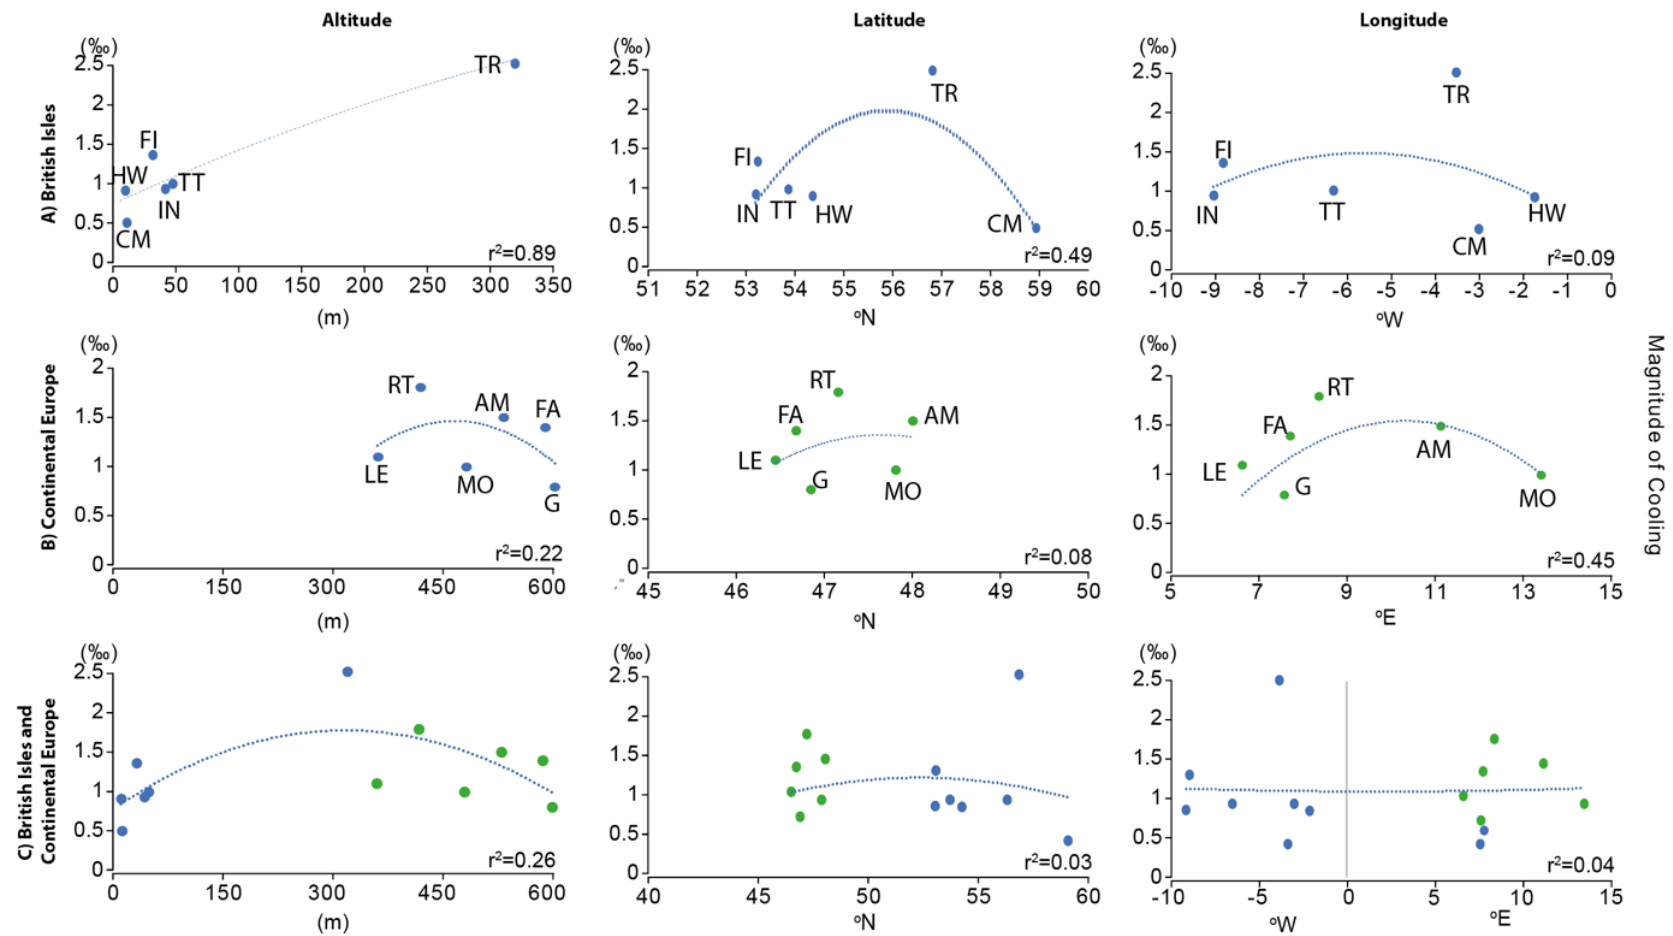 Altitude
Latitude
Longitude
A) British Isles
(‰)
2.5
2
1.5
1
0.5
0
TR
FI
HW
TT
IN
CM
r²=0.89
0 50 100 150 200 250 300 350
(m)
(‰)
2.5
2
1.5
1
0.5
0
TR
FI
IN TT HW
CM
r²=0.49
51 52 53 54 55 56 57 58 59 60
ºN
(‰)
2.5
2
1.5
1
0.5
0
TR
FI
IN
TT
HW
CM
r²=0.09
-10 -9 -8 -7 -6 -5 -4 -3 -2 -1 0
ºW
B) Continental Europe
(‰)
2
1.5
1
0.5
0
RT
AM
FA
LE
MO
G
r²=0.22
0 150 300 450 600
(m)
(‰)
2
1.5
1
0.5
0
RT
FA
AM
LE
G
MO
r²=0.08
45 46 47 48 49 50
ºN
(‰)
2
1.5
1
0.5
0
RT
FA
AM
LE
G
MO
r²=0.45
5 7 9 11 13 15
ºE
Magnitude of Cooling
C) British Isles and
Continental Europe
(‰)
2.5
2
1.5
1
0.5
0
r²=0.26
0 150 300 450 600
(m)
(‰)
2.5
2
1.5
1
0.5
0
r²=0.03
40 45 50 55 60
ºN
(‰)
2.5
2
1.5
1
0
r²=0.04
-10 -5 0 5 10 15
ºW ºE